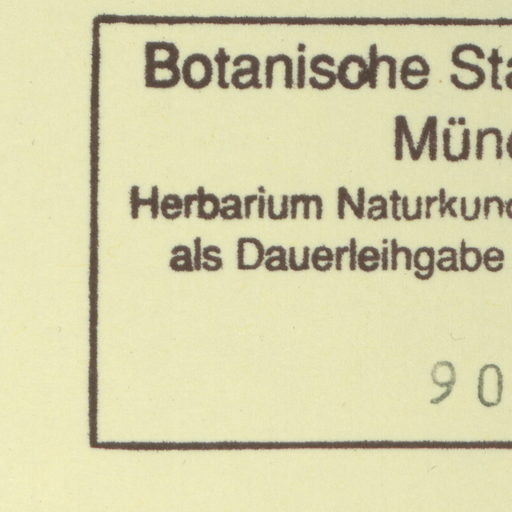 Botanische Sta
Münc
Herbarium Naturkund
als Dauerleihgabe
90